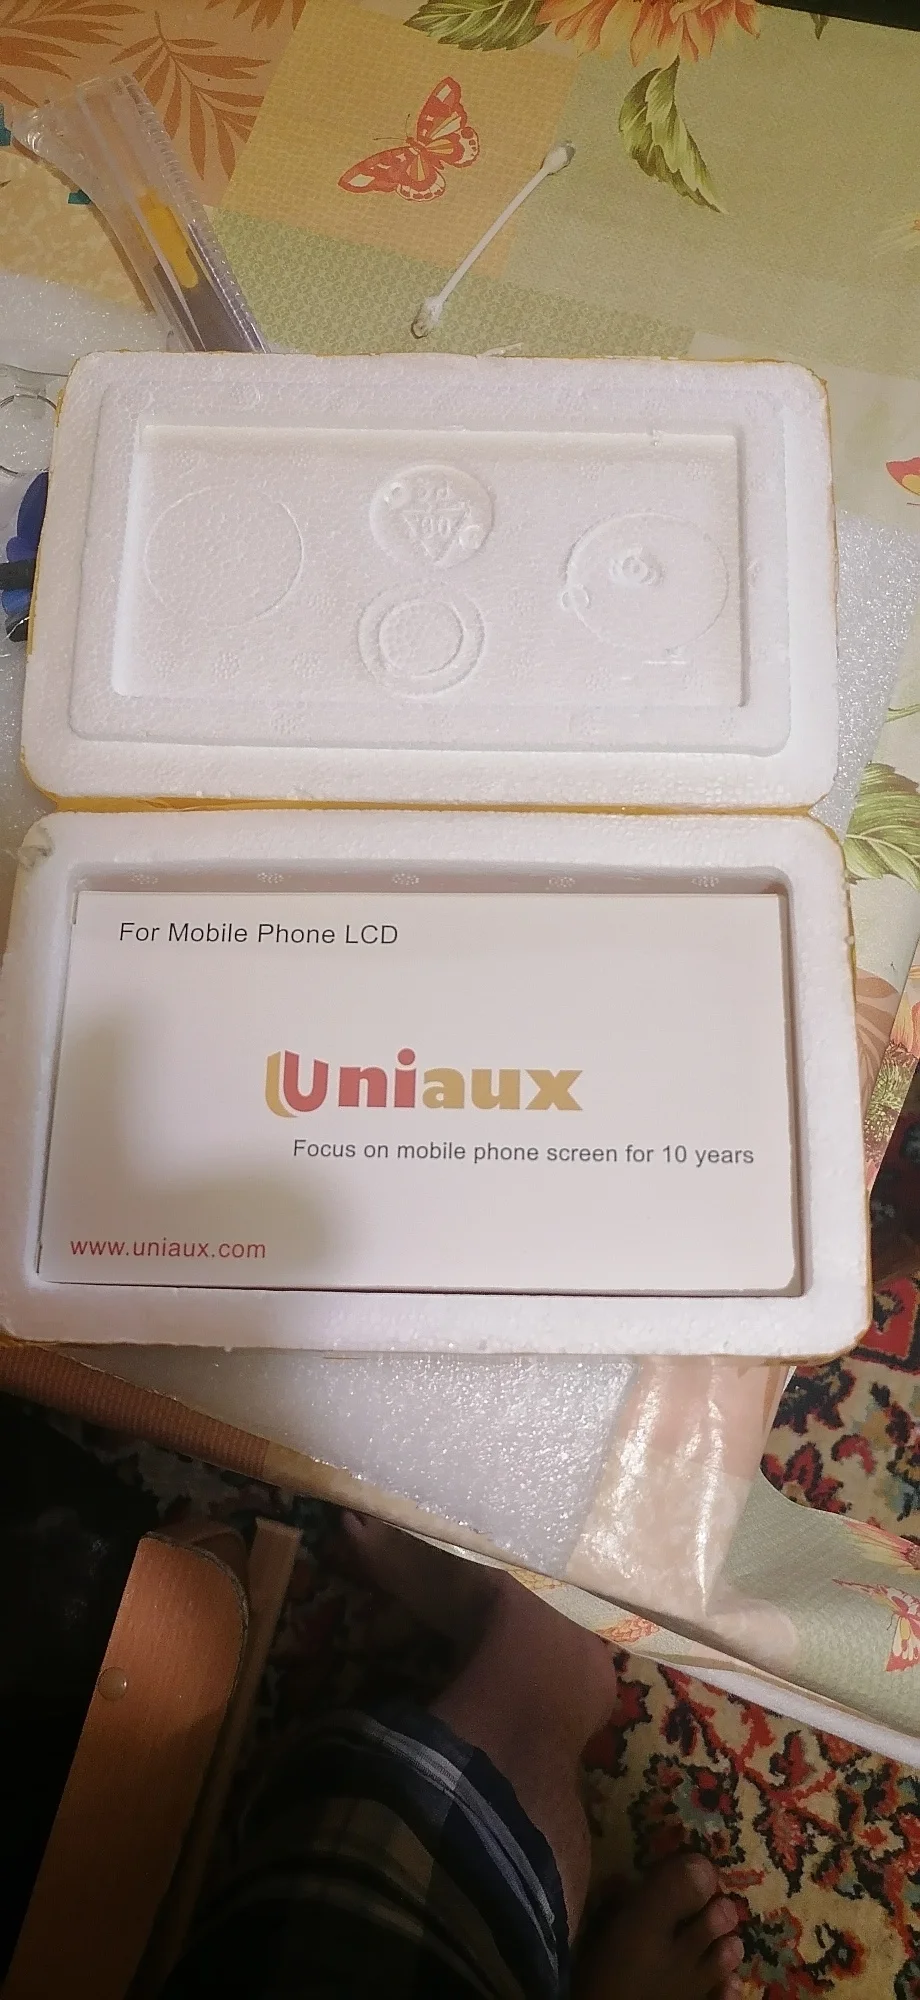 For Mobile Phone LCD
Uniaux
Focus on mobile phone screen for 10 years
www.uniaux.com